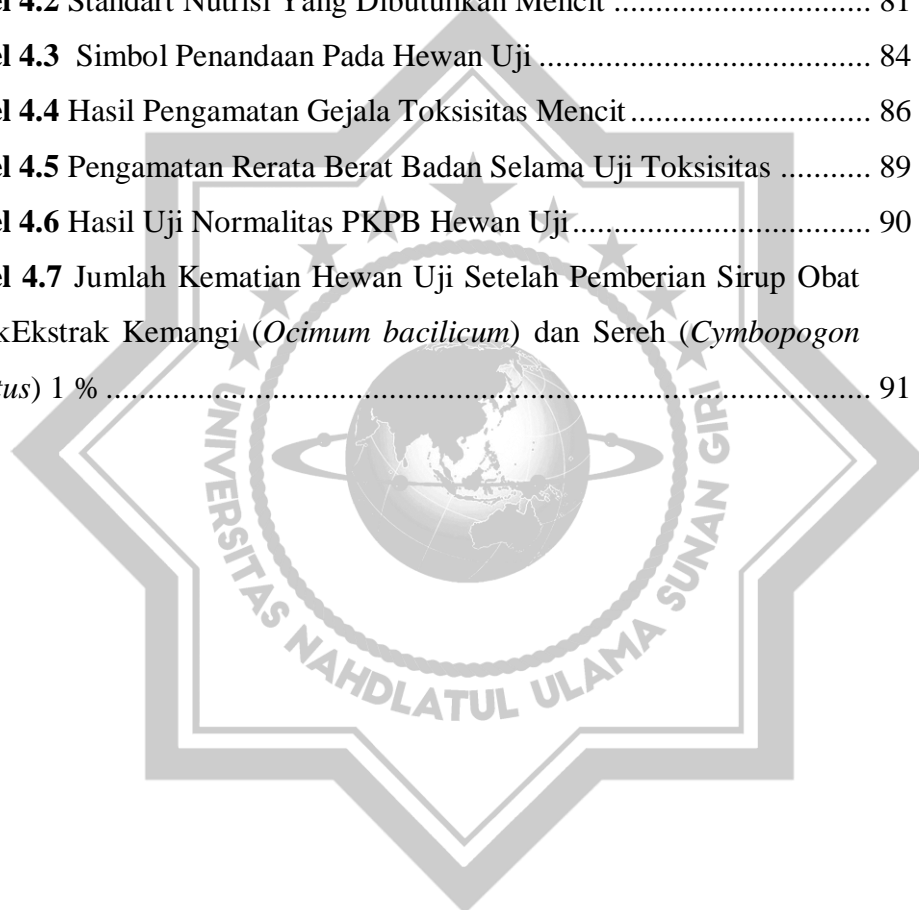 el 4.2 Standart Nutrisi Yang Dibutuhkan Mencit ................................ 81
el 4.3 Simbol Penandaan Pada Hewan Uji ........................................ 84
el 4.4 Hasil Pengamatan Gejala Toksisitas Mencit ............................. 86
el 4.5 Pengamatan Rerata Berat Badan Selama Uji Toksisitas ........... 89
el 4.6 Hasil Uji Normalitas PKPB Hewan Uji .................................... 90
el 4.7 Jumlah Kematian Hewan Uji Setelah Pemberian Sirup Obat
kEkstrak Kemangi (Ocimum bacilicum) dan Sereh (Cymbopogon
tus) 1 % ............................................................................................ 91
UNIVERSITAS NAHDLATUL ULAMA SUNAN GIRI